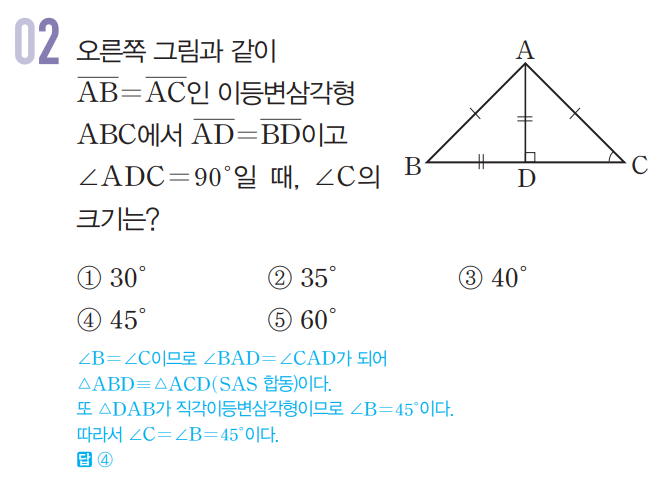 02
오른쪽 그림과 같이
AB=AC인 이등변삼각형
ABC에서 AD=BD이고
∠ADC=90°일 때, ∠C의
크기는?
A
B
D
C
① 30°
② 35°
③ 40°
④ 45°
⑤ 60°
∠B=∠C이므로 ∠BAD=∠CAD가 되어
△ABD≡△ACD(SAS 합동)이다.
또 △DAB가 직각이등변삼각형이므로 ∠B=45°이다.
따라서 ∠C=∠B=45°이다.
답 ④